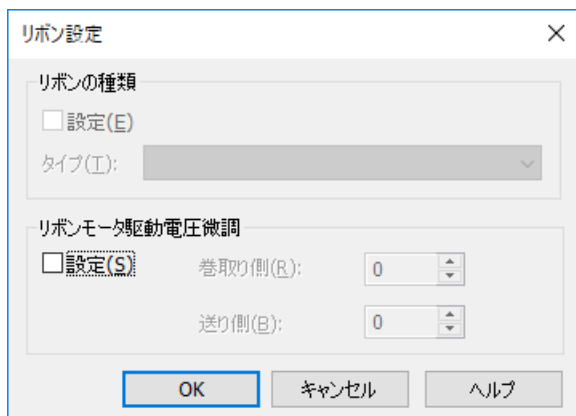 リボン設定
リボンの種類
設定(E)
タイプ(T):
リボンモータ駆動電圧微調
設定(S) 巻取り側(R): 0
送り側(B): 0
OK キャンセル ヘルプ